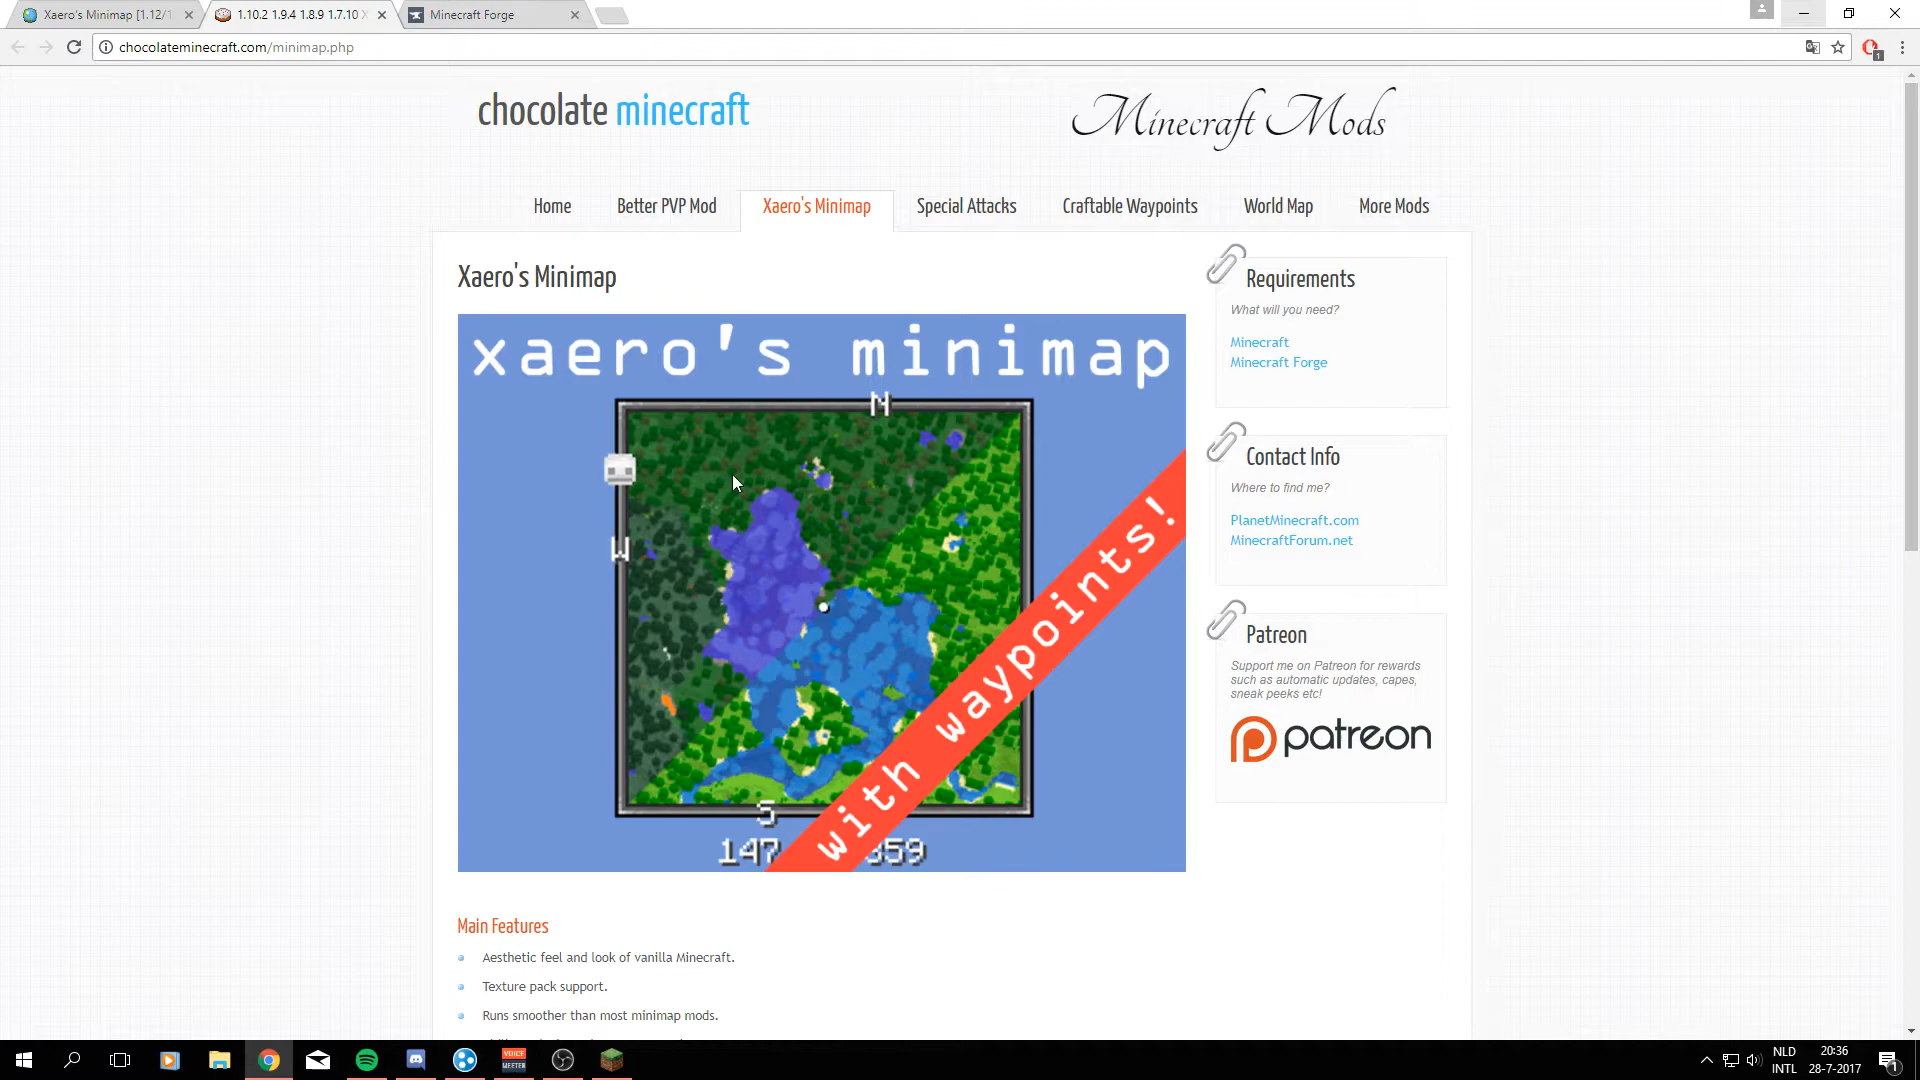 Xaero's Minimap [1.12/1
1.10.2 1.9.4 1.8.9 1.7.10 X
Minecraft Forge
chocolateminecraft.com/minimap.php
1
chocolate minecraft
Minecraft Mods
Home
Better PVP Mod
Xaero's Minimap
Special Attacks
Craftable Waypoints
World Map
More Mods
Xaero's Minimap
xaero's minimap
N
W
S
147
359
with waypoints!
Requirements
What will you need?
Minecraft
Minecraft Forge
Contact Info
Where to find me?
PlanetMinecraft.com
MinecraftForum.net
Patreon
Support me on Patreon for rewards
such as automatic updates, capes,
sneak peeks etc!
patreon
Main Features
Aesthetic feel and look of vanilla Minecraft.
Texture pack support.
Runs smoother than most minimap mods.
VOICE
MEETER
NLD
INTL
20:36
28-7-2017
1